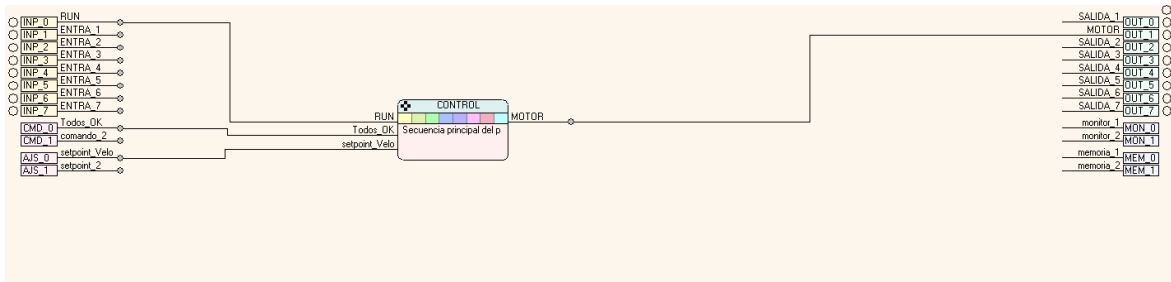 INP_0 RUN
INP_1 ENTRA_1
INP_2 ENTRA_2
INP_3 ENTRA_3
INP_4 ENTRA_4
INP_5 ENTRA_5
INP_6 ENTRA_6
INP_7 ENTRA_7
CMD_0 Todos_OK
CMD_1 comando_2
AJS_0 setpoint_Velo
AJS_1 setpoint_2
CONTROL
RUN MOTOR
Todos_OK Secuencia principal del p
setpoint_Velo
SALIDA_1 OUT_0
MOTOR OUT_1
SALIDA_2 OUT_2
SALIDA_3 OUT_3
SALIDA_4 OUT_4
SALIDA_5 OUT_5
SALIDA_6 OUT_6
SALIDA_7 OUT_7
monitor_1 MON_0
monitor_2 MON_1
memoria_1 MEM_0
memoria_2 MEM_1